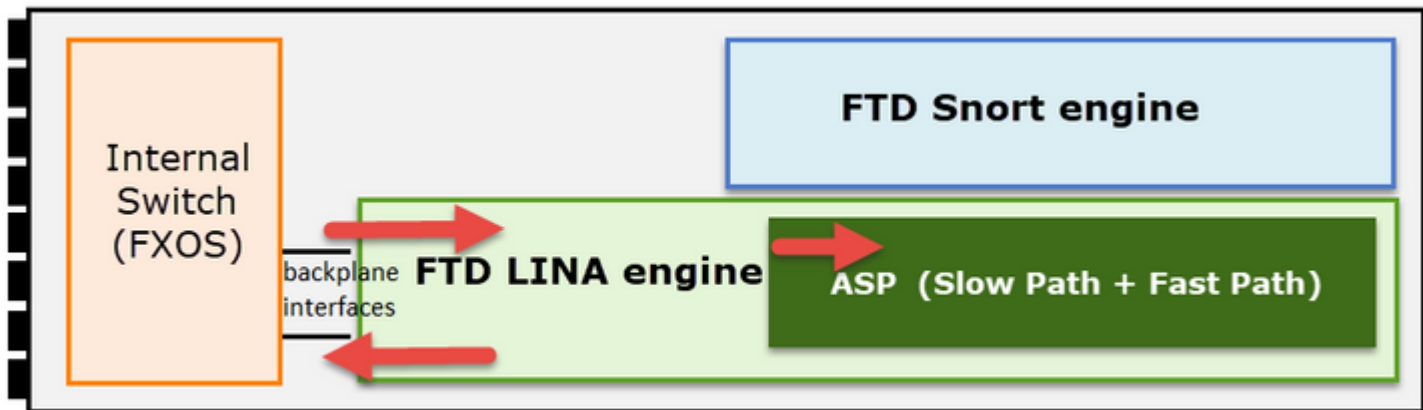 Internal
Switch
(FXOS)
FTD Snort engine
backplane
interfaces
FTD LINA engine
ASP (Slow Path + Fast Path)